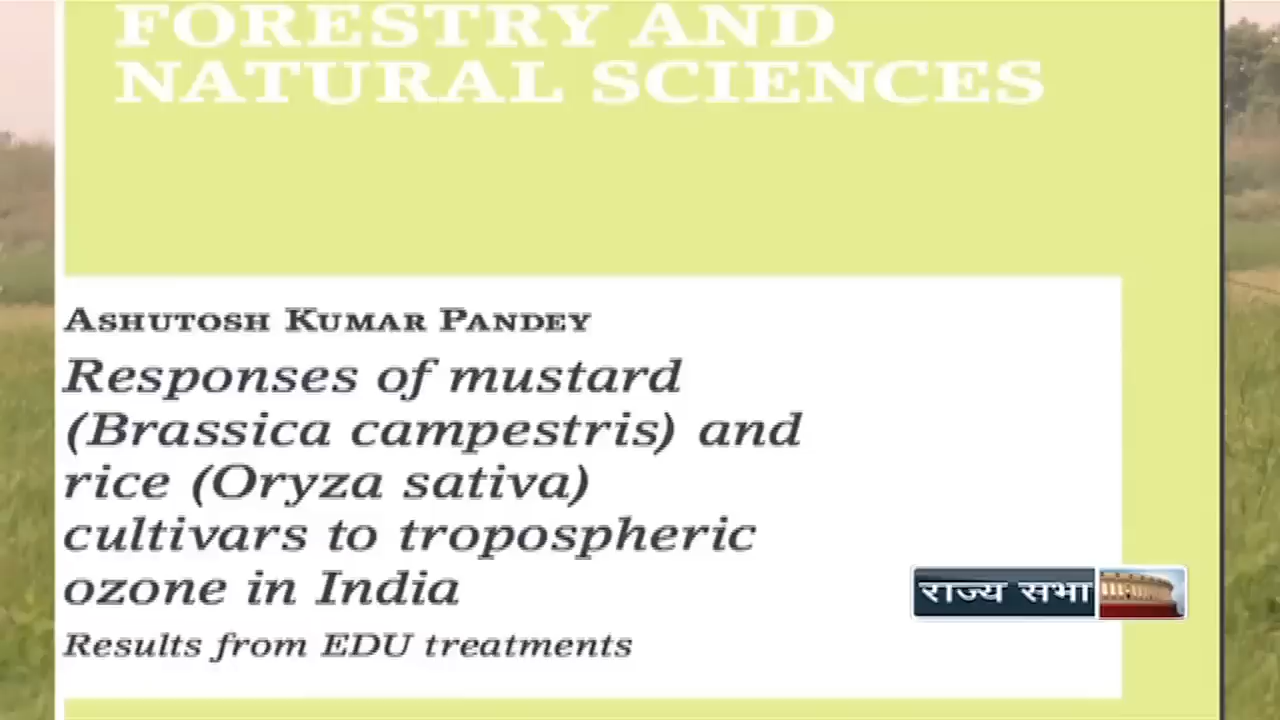 FORESTRY AND
NATURAL SCIENCES
ASHUTOSH KUMAR PANDEY
Responses of mustard
(Brassica campestris) and
rice (Oryza sativa)
cultivars to tropospheric
ozone in India
Results from EDU treatments
राज्य सभा